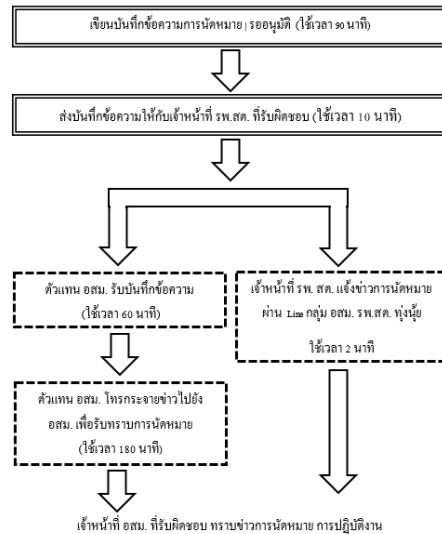 เขียนบันทึกข้อความการนัดหมาย | รออนุมัติ (ใช้เวลา 90 นาที)
ส่งบันทึกข้อความให้กับเจ้าหน้าที่ รพ.สต. ที่รับผิดชอบ (ใช้เวลา 10 นาที)
ตัวแทน อสม. รับบันทึกข้อความ
(ใช้เวลา 60 นาที)
เจ้าหน้าที่ รพ. สต. แจ้งข่าวการนัดหมาย
ผ่าน Line กลุ่ม อสม. รพ.สต. ทุ่งนุ้ย
ใช้เวลา 2 นาที
ตัวแทน อสม. โทรกระจายข่าวไปยัง
อสม. เพื่อรับทราบการนัดหมาย
(ใช้เวลา 180 นาที)
เจ้าหน้าที่ อสม. ที่รับผิดชอบ ทราบข่าวการนัดหมาย การปฏิบัติงาน